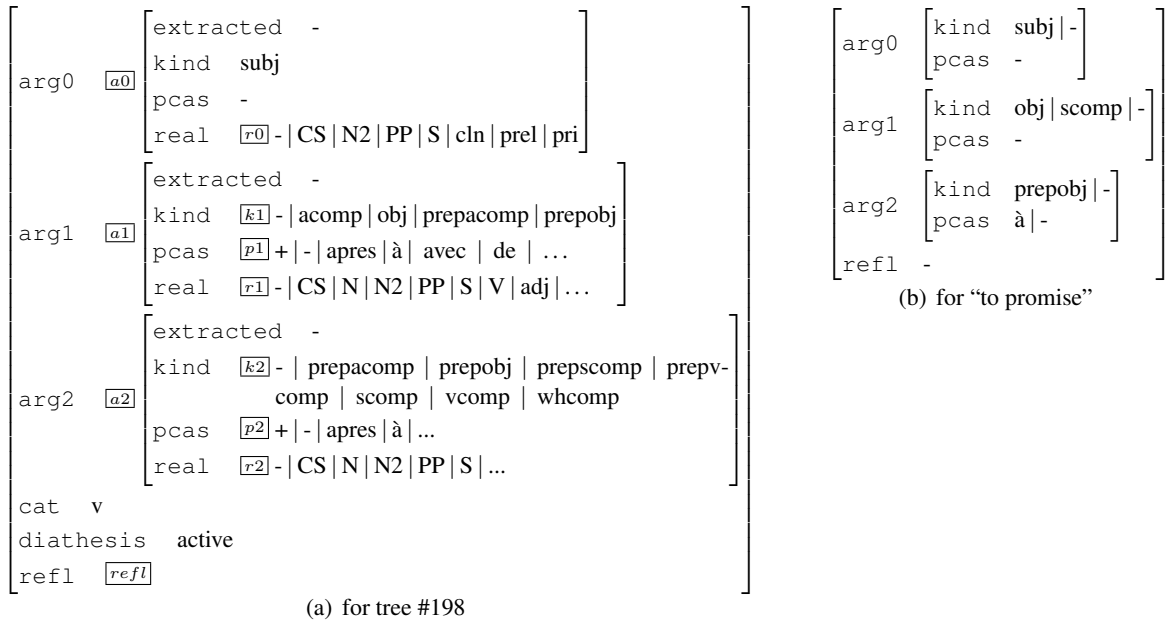 extracted -
kind subj
arg0 a0
pcas -
real r0 - | CS | N2 | PP | S | cln | prel | pri
extracted -
kind k1 - | acomp | obj | prepacomp | prepobj
arg1 a1
pcas p1 + | - | apres | à | avec | de | …
real r1 - | CS | N | N2 | PP | S | V | adj | …
extracted -
kind k2 - | prepacomp | prepobj | prepscomp | prepv-
comp | scomp | vcomp | whcomp
arg2 a2
pcas p2 + | - | apres | à | ...
real r2 - | CS | N | N2 | PP | S | ...
cat v
diathesis active
refl refl
(a) for tree #198
arg0 kind subj | -
pcas -
arg1 kind obj | scomp | -
pcas -
arg2 kind prepobj | -
pcas à | -
refl -
(b) for “to promise”